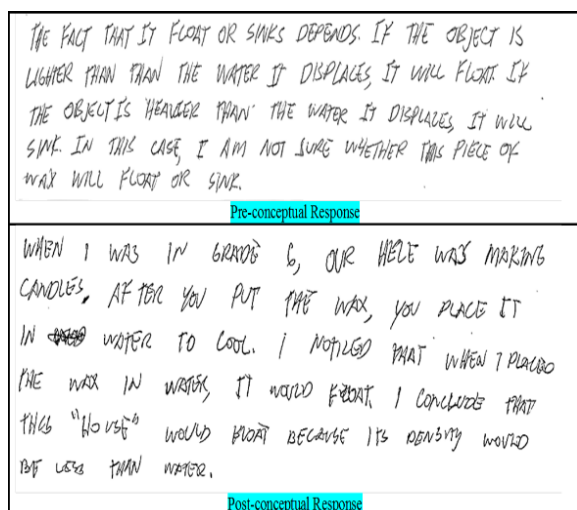 THE FACT THAT IT FLOAT OR SINKS DEPENDS. IF THE OBJECT IS
LIGHTER THAN THAN THE WATER IT DISPLACES, IT WILL FLOAT. IF
THE OBJECT IS 'HEAVIER THAN' THE WATER IT DISPLACES, IT WILL
SINK. IN THIS CASE, I AM NOT SURE WHETHER THIS PIECE OF
WAX WILL FLOAT OR SINK.
Pre-conceptual Response
WHEN I WAS IN GRADE 6, OUR HELE WAS MAKING
CANDLES. AFTER YOU PUT THE WAX, YOU PLACE IT
IN WATER TO COOL. I NOTICED THAT WHEN I PLACED
THE WAX IN WATER, IT WOULD FLOAT. I CONCLUDE THAT
THIS "HOUSE" WOULD FLOAT BECAUSE ITS DENSITY WOULD
BE LESS THAN WATER.
Post-conceptual Response